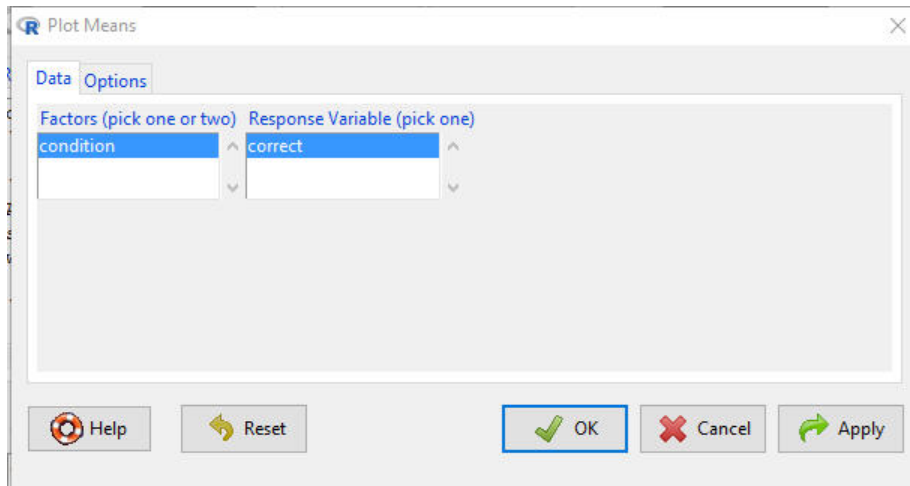 Plot Means
Data Options
Factors (pick one or two) Response Variable (pick one)
condition correct
Help Reset OK Cancel Apply